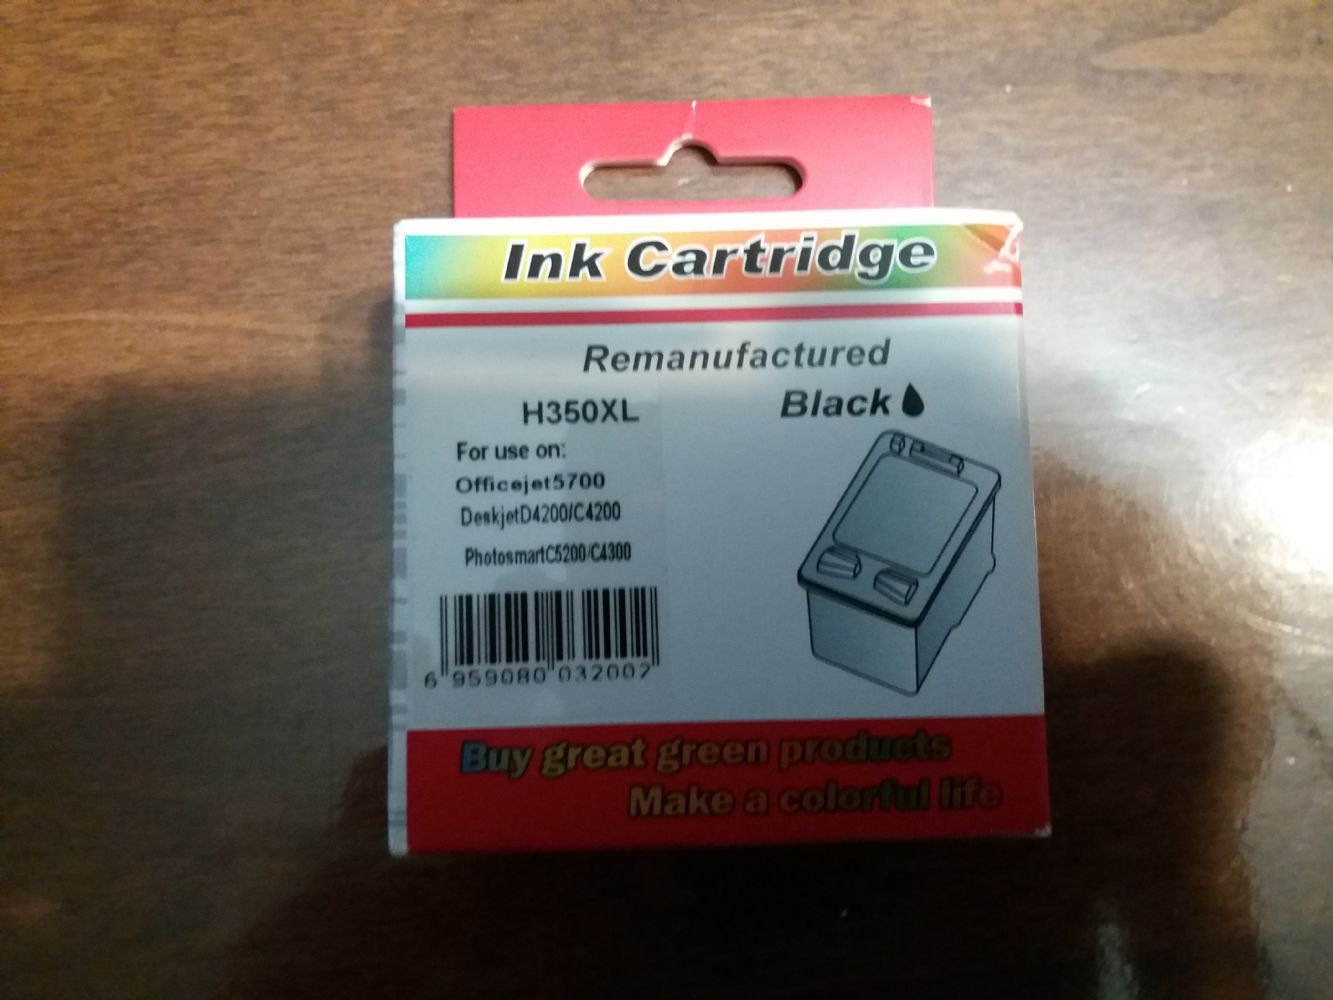 Ink Cartridge
Remanufactured
Black
H350XL
For use on:
Officejet5700
DeskjetD4200/C4200
PhotosmartC5200/C4300
6 959080 032007
Buy great green products
Make a colorful life